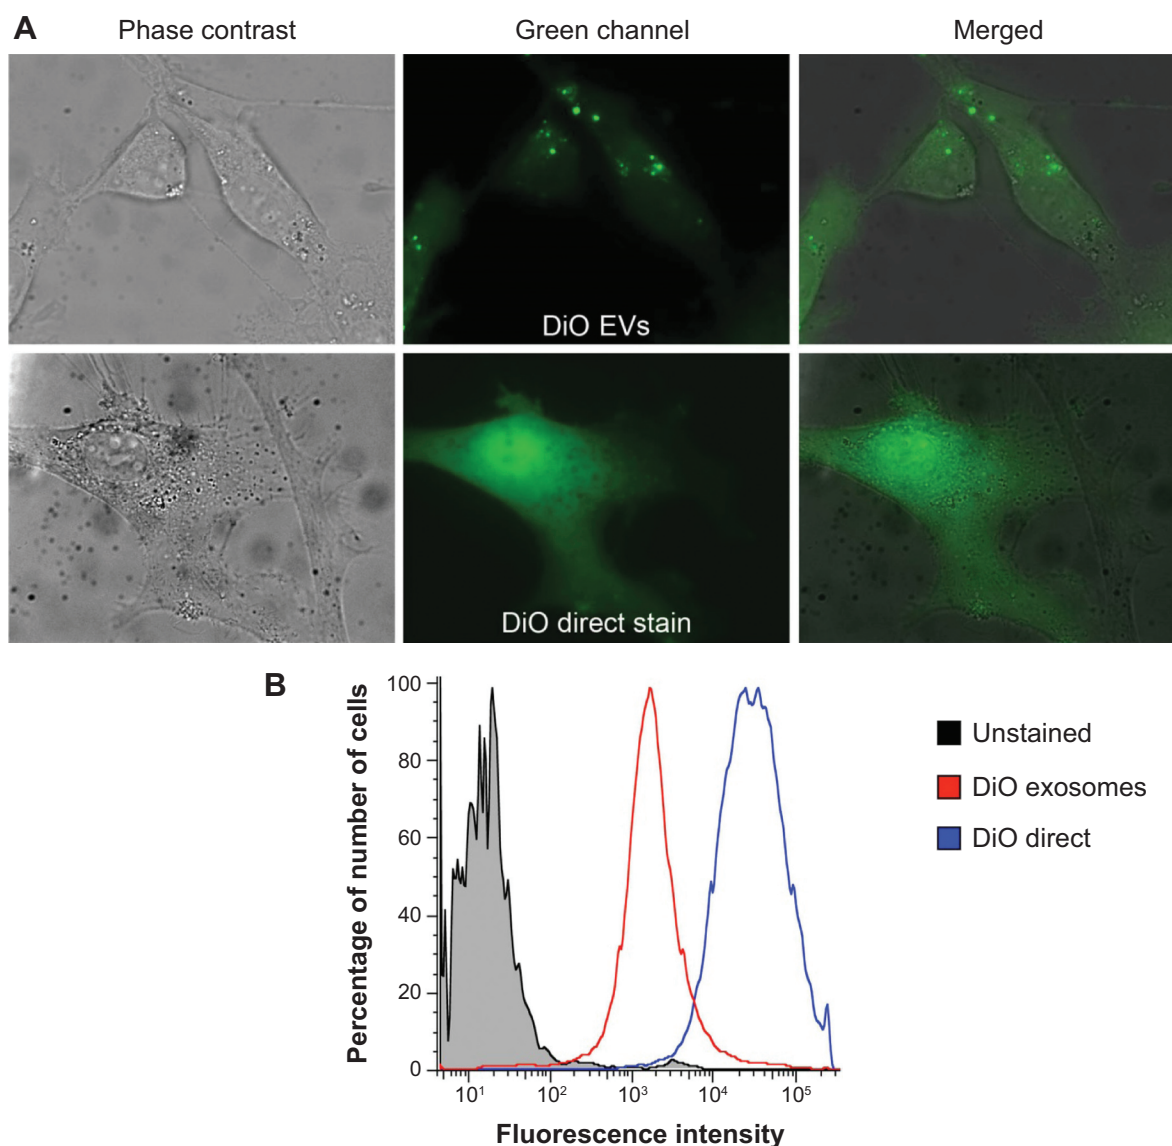 A
Phase contrast
Green channel
Merged
DiO EVs
DiO direct stain
B
Percentage of number of cells
100
80
60
40
20
0
10¹
10²
10³
10⁴
10⁵
Fluorescence intensity
Unstained
DiO exosomes
DiO direct